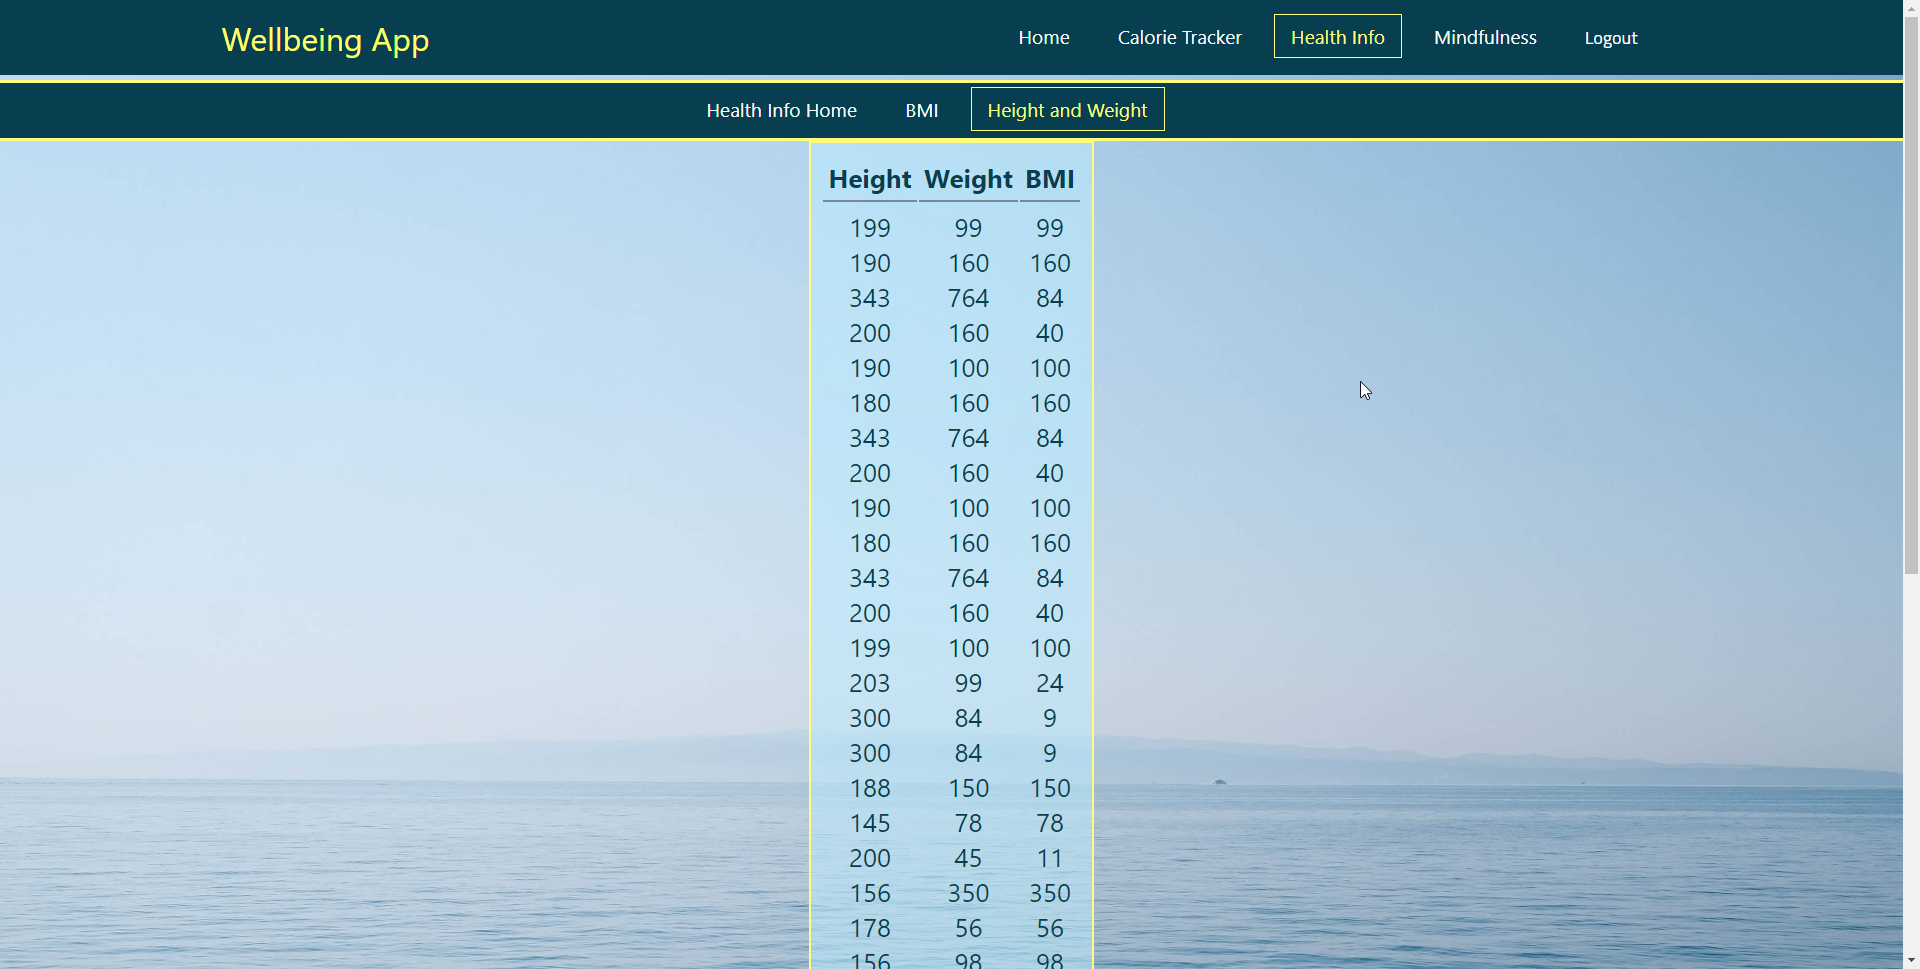 Wellbeing App
Home Calorie Tracker Health Info Mindfulness Logout
Health Info Home BMI Height and Weight
Height Weight BMI
199 99 99
190 160 160
343 764 84
200 160 40
190 100 100
180 160 160
343 764 84
200 160 40
190 100 100
180 160 160
343 764 84
200 160 40
199 100 100
203 99 24
300 84 9
300 84 9
188 150 150
145 78 78
200 45 11
156 350 350
178 56 56
156 98 98